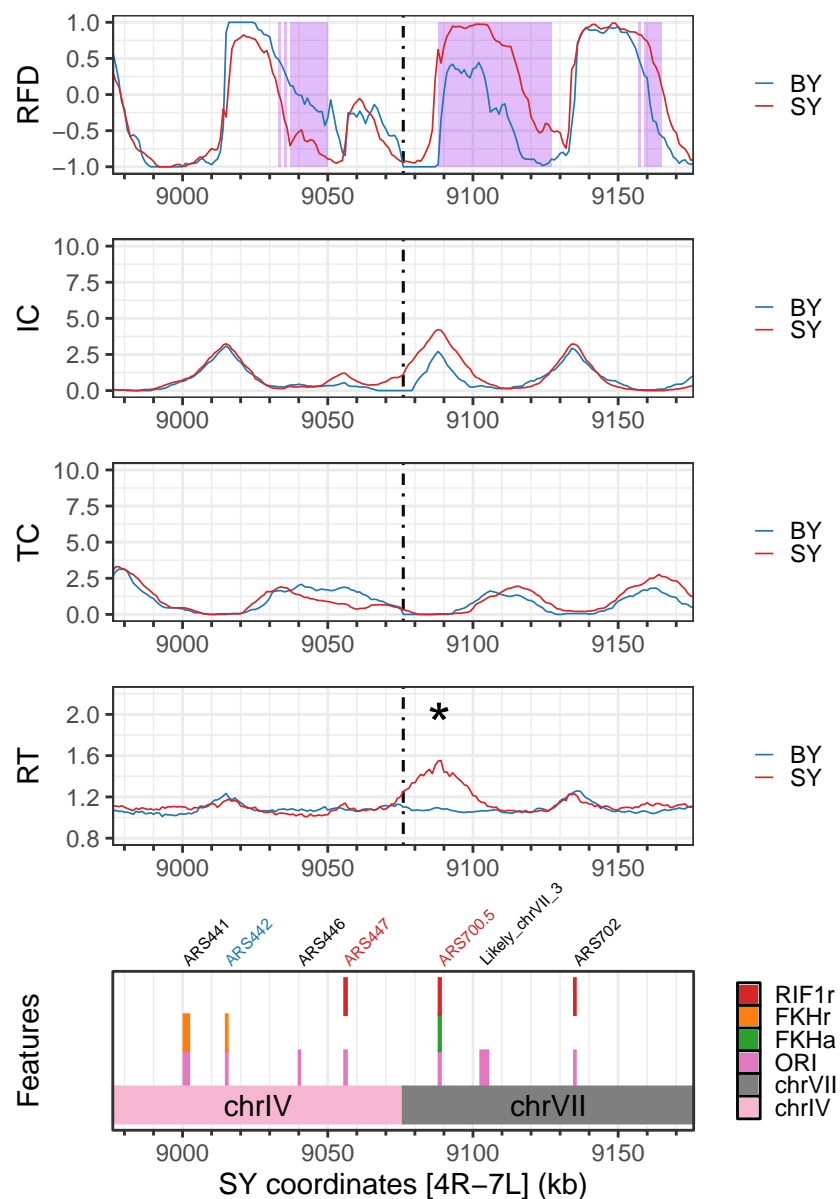 1.0
0.5
0.0
−0.5
−1.0
RFD
BY
SY
9000
9050
9100
9150
10.0
7.5
5.0
2.5
0.0
IC
BY
SY
9000
9050
9100
9150
10.0
7.5
5.0
2.5
0.0
TC
BY
SY
9000
9050
9100
9150
2.0
1.6
1.2
0.8
RT
*
BY
SY
9000
9050
9100
9150
ARS441
ARS442
ARS446
ARS447
ARS700.5
Likely_chrVII_3
ARS702
Features
chrIV
chrVII
RIF1r
FKHr
FKHa
ORI
chrVII
chrIV
9000
9050
9100
9150
SY coordinates [4R−7L] (kb)